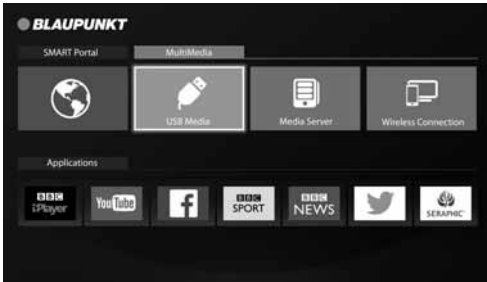 BLAUPUNKT
SMART Portal MultiMedia
USB Media Media Server Wireless Connection
Applications
BBC iPlayer YouTube f BBC SPORT BBC NEWS SERAPHIC